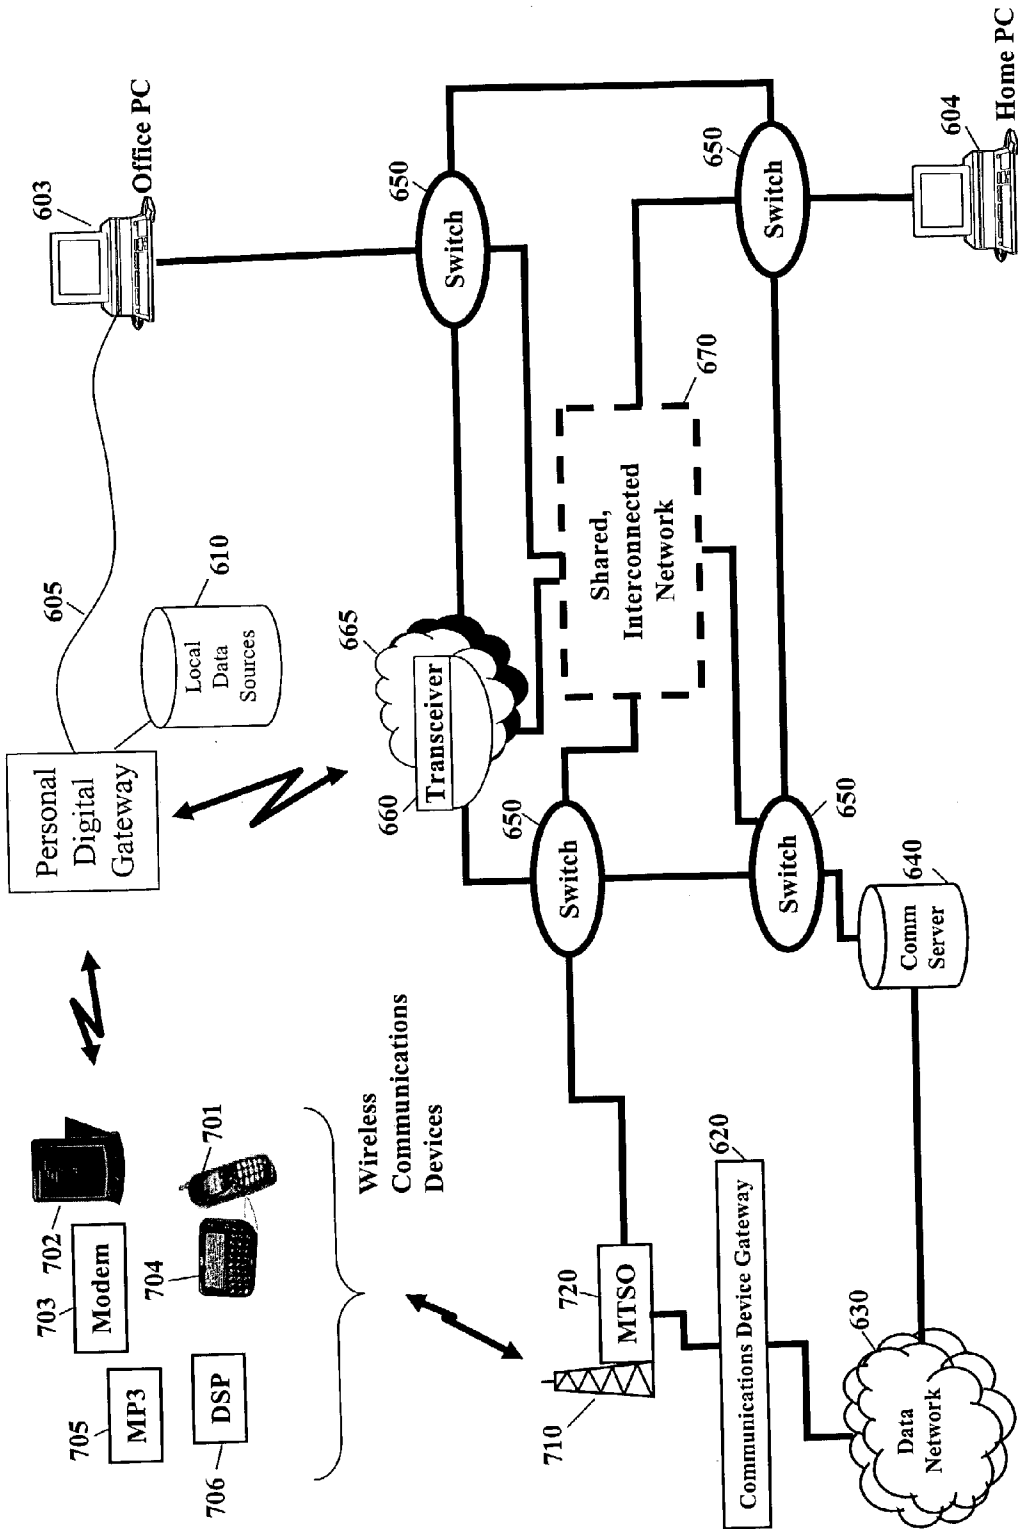 702
703
Modem
705
MP3
704
701
DSP
706
Wireless
Communications
Devices
Personal
Digital
Gateway
605
610
Local
Data
Sources
603
Office PC
665
Transceiver
660
650
Switch
650
Switch
Shared,
Interconnected
Network
670
650
Switch
650
Switch
604
Home PC
710
720
MTSO
620
Communications Device Gateway
630
Data
Network
640
Comm
Server